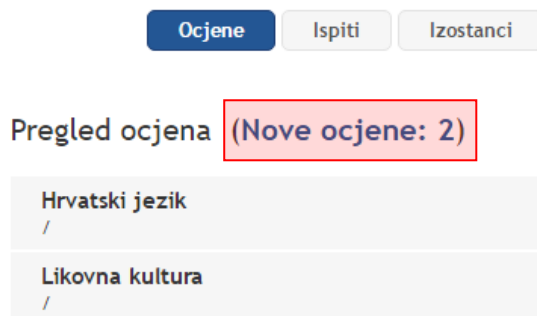 Ocjene Ispiti Izostanci
Pregled ocjena (Nove ocjene: 2)
Hrvatski jezik
/
Likovna kultura
/